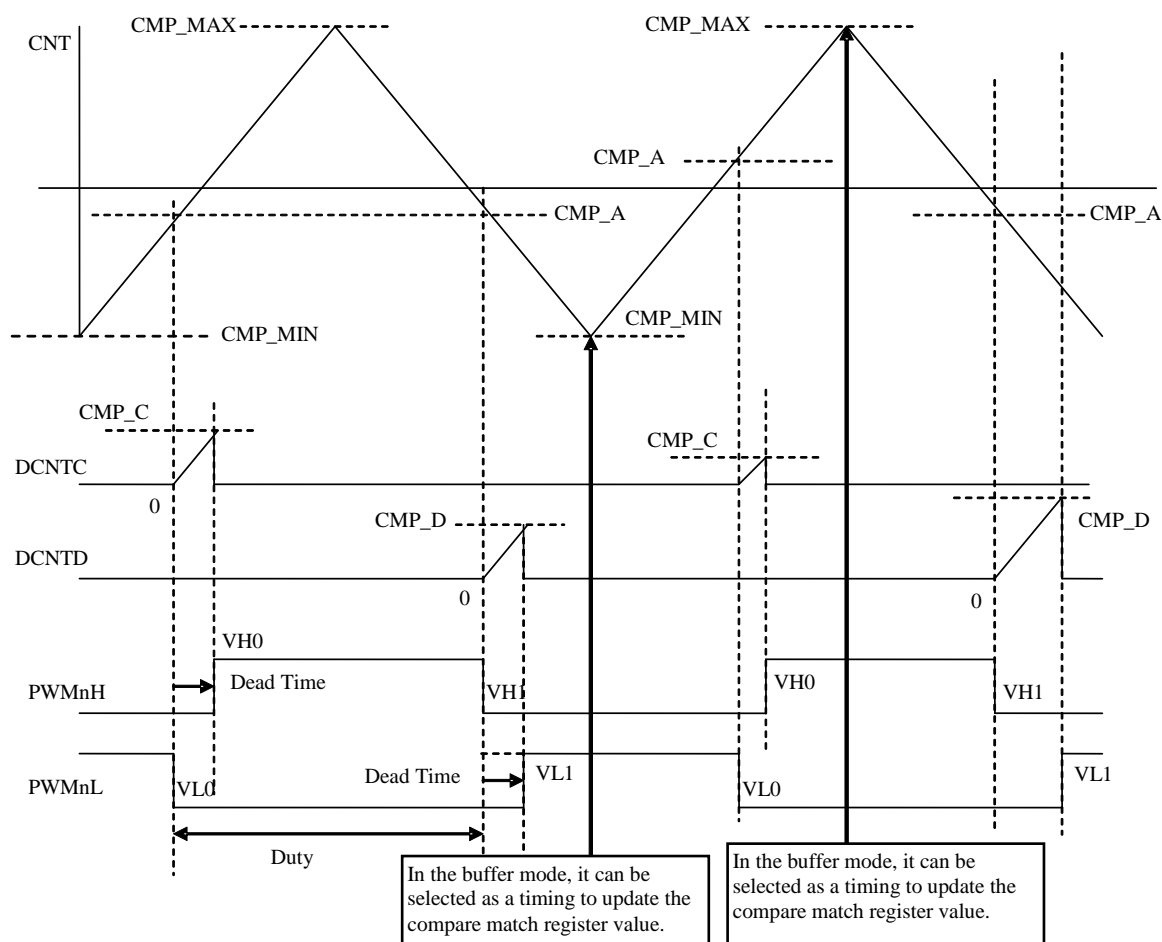 CMP_MAX
CMP_MAX
CNT
CMP_A
CMP_A
CMP_A
CMP_MIN
CMP_MIN
CMP_C
CMP_C
DCNTC
0
CMP_D
CMP_D
DCNTD
0
0
VH0
PWMnH
Dead Time
VH1
VH0
VH1
PWMnL
VL0
Dead Time
VL1
VL0
VL1
Duty
In the buffer mode, it can be
selected as a timing to update the
compare match register value.
In the buffer mode, it can be
selected as a timing to update the
compare match register value.